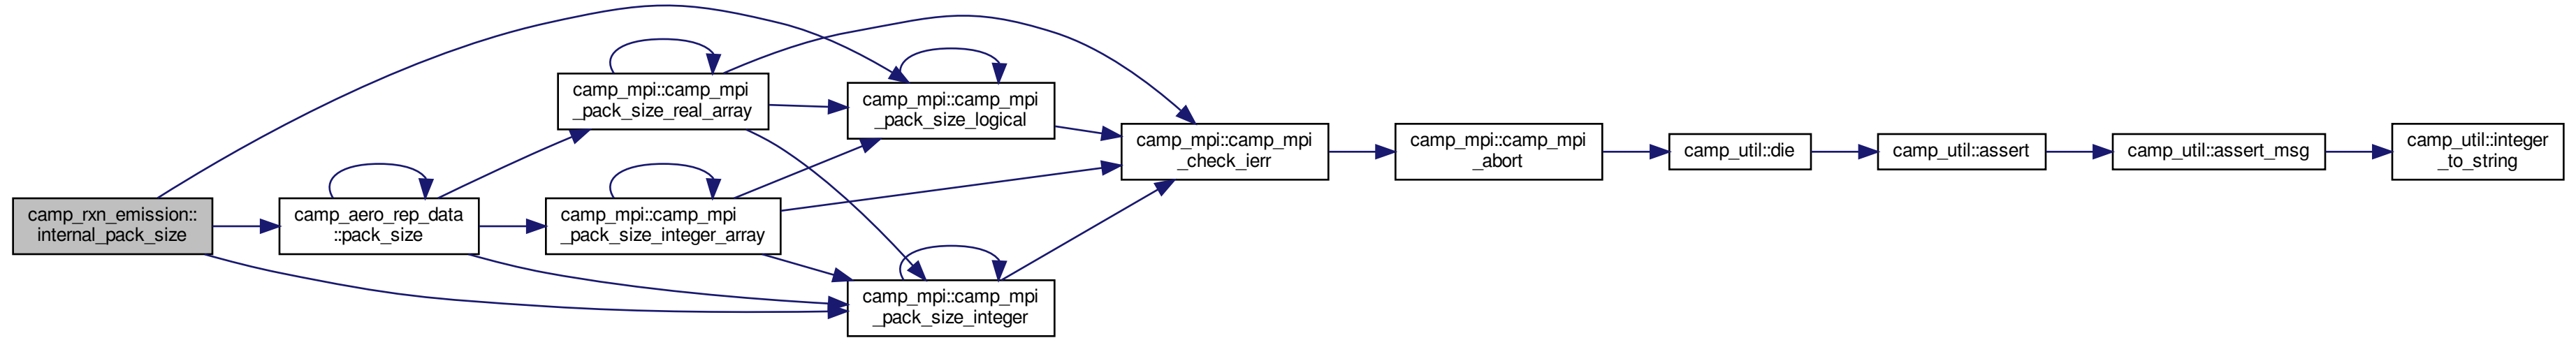 camp_rxn_emission::
internal_pack_size
camp_aero_rep_data
::pack_size
camp_mpi::camp_mpi
_pack_size_real_array
camp_mpi::camp_mpi
_pack_size_integer_array
camp_mpi::camp_mpi
_pack_size_logical
camp_mpi::camp_mpi
_pack_size_integer
camp_mpi::camp_mpi
_check_ierr
camp_mpi::camp_mpi
_abort
camp_util::die
camp_util::assert
camp_util::assert_msg
camp_util::integer
_to_string